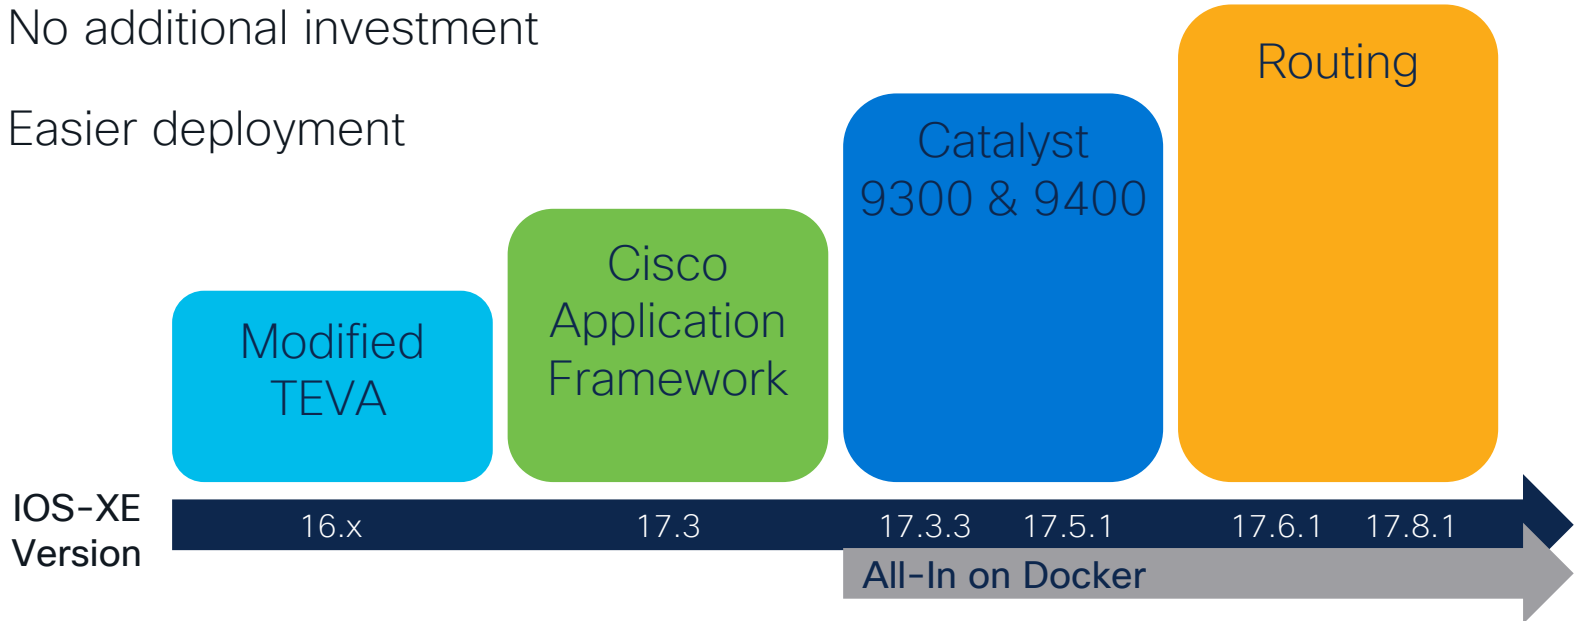 No additional investment
Easier deployment
Routing
Catalyst
9300 & 9400
Cisco
Application
Framework
Modified
TEVA
IOS-XE
Version
16.x
17.3
17.3.3
17.5.1
17.6.1
17.8.1
All-In on Docker